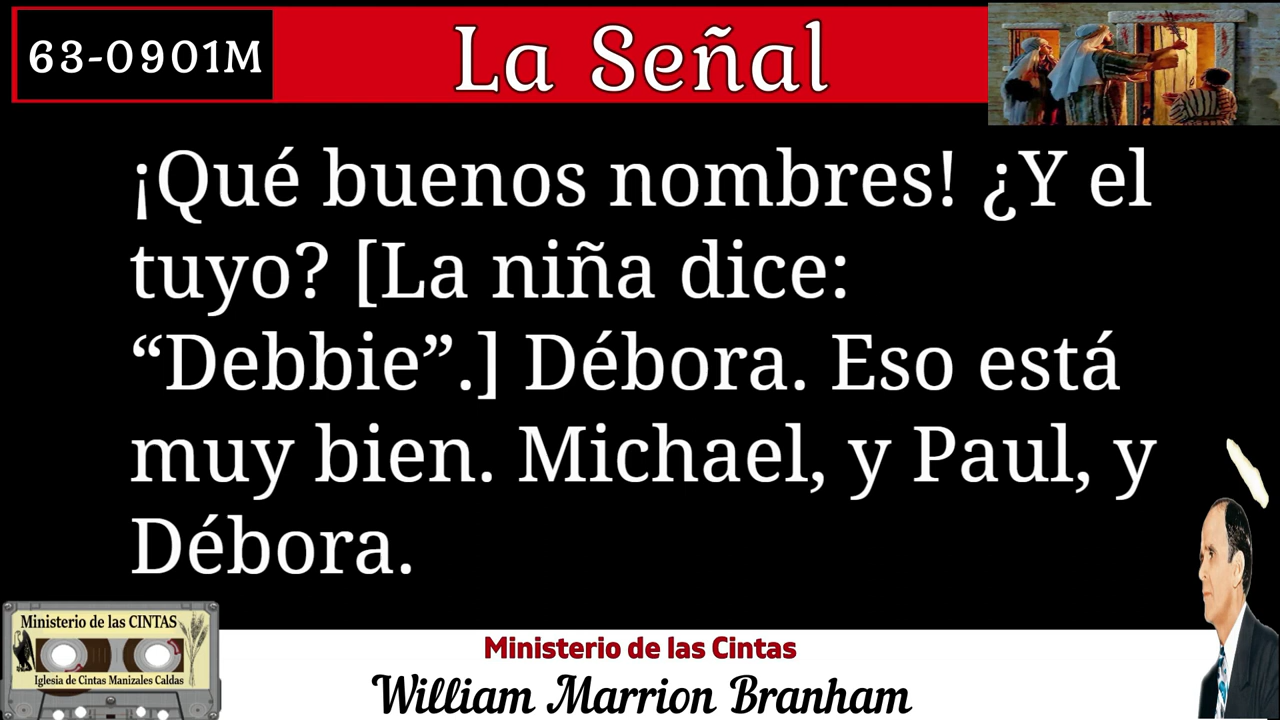 63-0901M
La Señal
¡Qué buenos nombres! ¿Y el
tuyo? [La niña dice:
“Debbie”.] Débora. Eso está
muy bien. Michael, y Paul, y
Débora.
Ministerio de las CINTAS
Iglesia de Cintas Manizales Caldas
Ministerio de las Cintas
William Marrion Branham